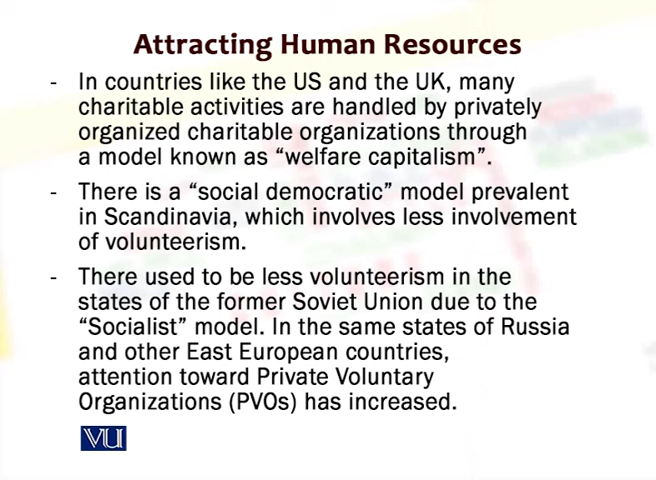 Attracting Human Resources
- In countries like the US and the UK, many
charitable activities are handled by privately
organized charitable organizations through
a model known as “welfare capitalism”.
- There is a “social democratic” model prevalent
in Scandinavia, which involves less involvement
of volunteerism.
- There used to be less volunteerism in the
states of the former Soviet Union due to the
“Socialist” model. In the same states of Russia
and other East European countries,
attention toward Private Voluntary
Organizations (PVOs) has increased.
VU